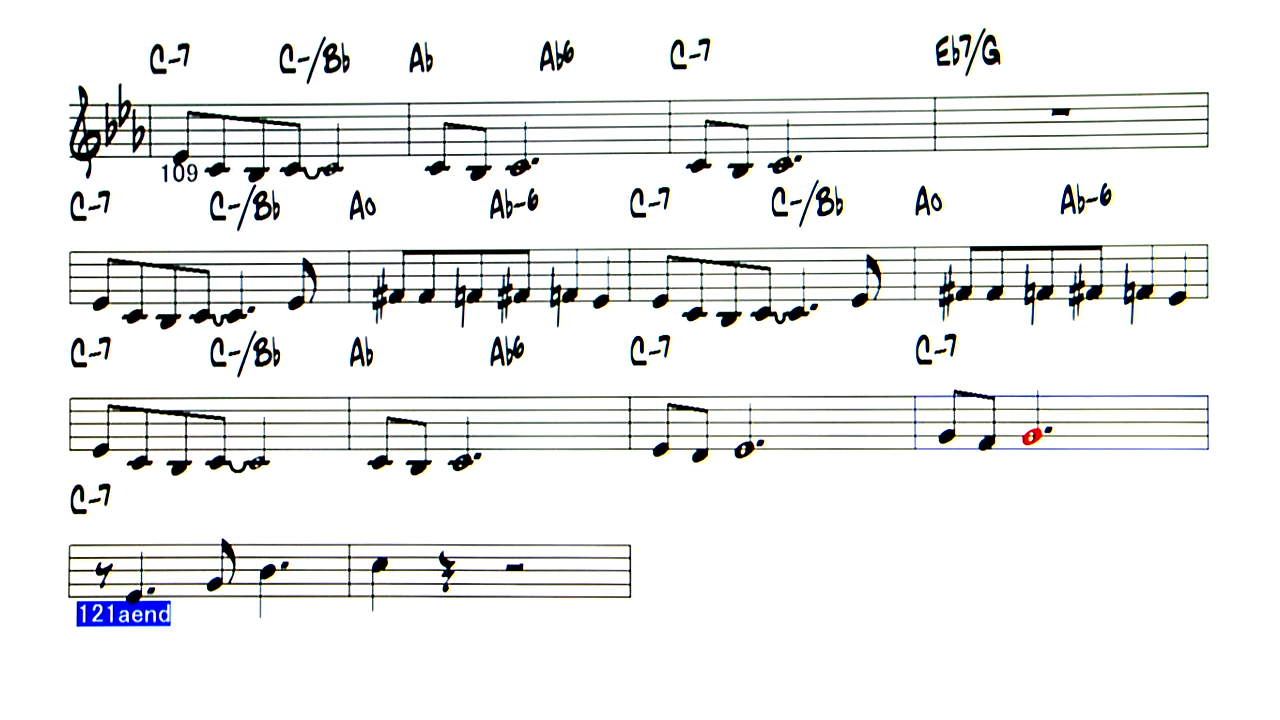 C-7 C-/Bb Ab Ab6 C-7 Eb7/G
109
C-7 C-/Bb Ao Ab-6 C-7 C-/Bb Ao Ab-6
C-7 C-/Bb Ab Ab6 C-7 C-7
C-7
121aend